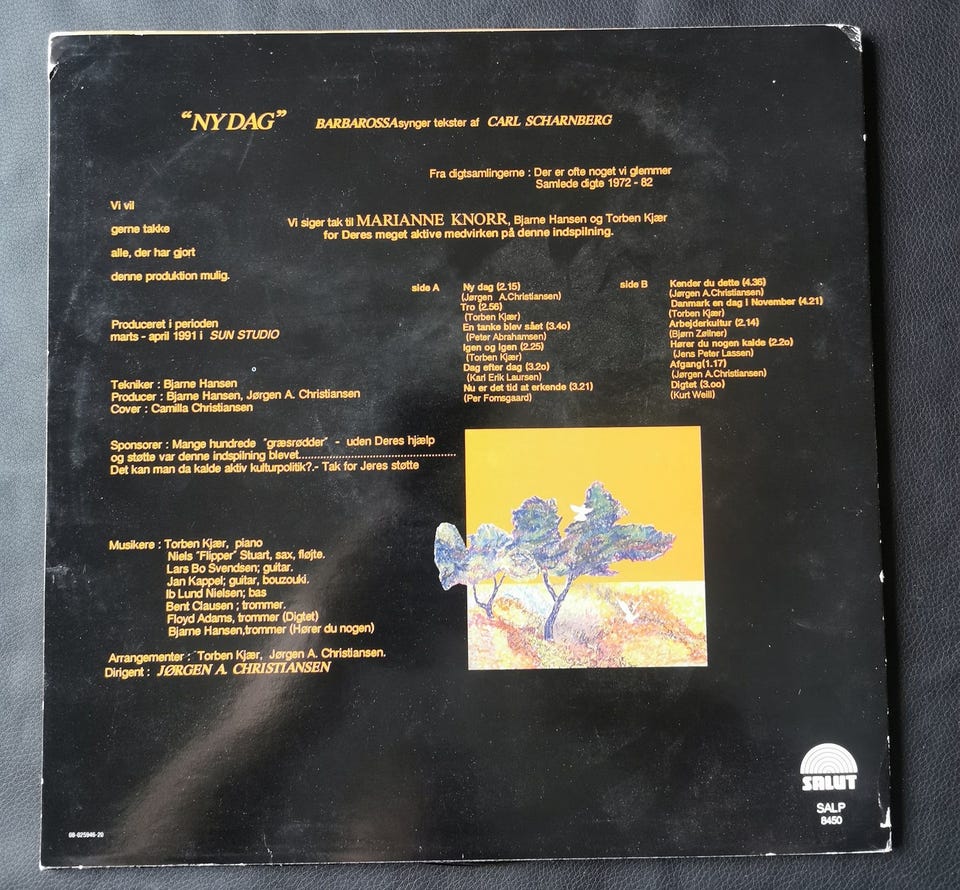 “NY DAG” BARBAROSSA synger tekster af CARL SCHARNBERG
Fra digtsamlingerne : Der er ofte noget vi glemmer
Samlede digte 1972 - 82
Vi vil
gerne takke
alle, der har gjort
denne produktion mulig.
Vi siger tak til MARIANNE KNORR, Bjarne Hansen og Torben Kjær
for Deres meget aktive medvirken på denne indspilning.
side A
Ny dag (2.15)
(Jørgen A.Christiansen)
Tro (2.56)
(Torben Kjær)
En tanke blev sået (3.4o)
(Peter Abrahamsen)
Igen og igen (2.25)
(Torben Kjær)
Dag efter dag (3.2o)
(Karl Erik Laursen)
Nu er det tid at erkende (3.21)
(Per Fornsgaard)
side B
Kender du dette (4.36)
(Jørgen A.Christiansen)
Danmark en dag i November (4.21)
(Torben Kjær)
Arbejderkultur (2.14)
(Bjørn Zøllner)
Hører du nogen kalde (2.2o)
(Jens Peter Lassen)
Afgang(1.17)
(Jørgen A.Christiansen)
Digtet (3.oo)
(Kurt Weill)
Produceret i perioden
marts - april 1991 i SUN STUDIO
Tekniker : Bjarne Hansen
Producer : Bjarne Hansen, Jørgen A. Christiansen
Cover : Camilla Christiansen
Sponsorer : Mange hundrede "græsrødder" - uden Deres hjælp
og støtte var denne indspilning blevet..........................................
Det kan man da kalde aktiv kulturpolitik?.- Tak for Jeres støtte
Musikere : Torben Kjær, piano
Niels "Flipper" Stuart, sax, fløjte.
Lars Bo Svendsen; guitar.
Jan Kappel; guitar, bouzouki.
Ib Lund Nielsen; bas
Bent Clausen ; trommer.
Floyd Adams, trommer (Digtet)
Bjarne Hansen,trommer (Hører du nogen)
Arrangementer : Torben Kjær, Jørgen A. Christiansen.
Dirigent : JØRGEN A. CHRISTIANSEN
SALUT
SALP
8450
08-025946-20